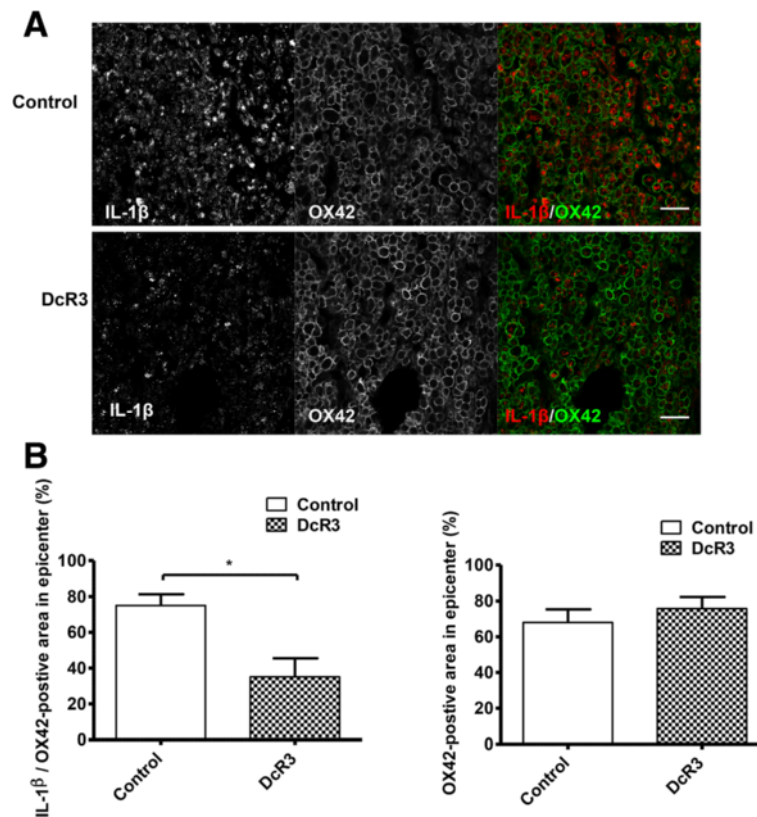 A
Control
IL-1β
OX42
IL-1β/OX42
DcR3
IL-1β
OX42
IL-1β/OX42
B
IL-1β / OX42-postive area in epicenter (%)
Control
DcR3
*
100
80
60
40
20
0
Control
DcR3
OX42-postive area in epicenter (%)
Control
DcR3
100
80
60
40
20
0
Control
DcR3